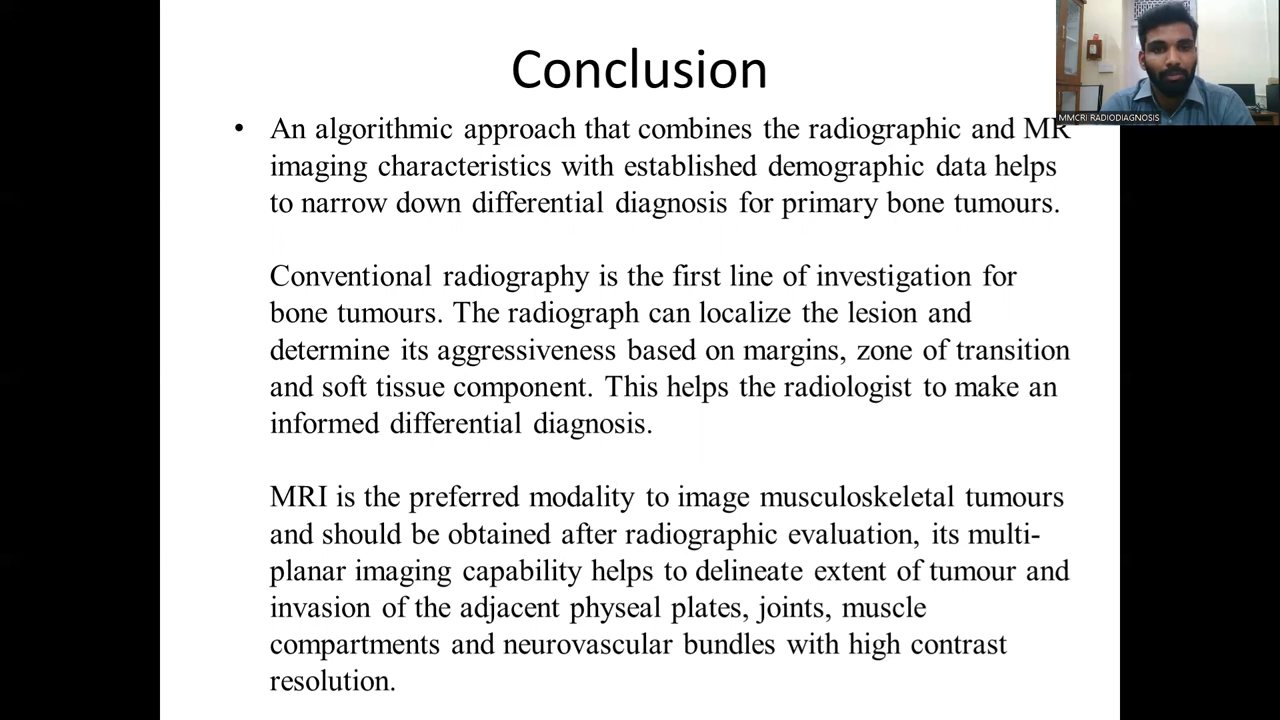 Conclusion
MMCRI RADIODIAGNOSIS
• An algorithmic approach that combines the radiographic and MR
imaging characteristics with established demographic data helps
to narrow down differential diagnosis for primary bone tumours.
Conventional radiography is the first line of investigation for
bone tumours. The radiograph can localize the lesion and
determine its aggressiveness based on margins, zone of transition
and soft tissue component. This helps the radiologist to make an
informed differential diagnosis.
MRI is the preferred modality to image musculoskeletal tumours
and should be obtained after radiographic evaluation, its multi-
planar imaging capability helps to delineate extent of tumour and
invasion of the adjacent physeal plates, joints, muscle
compartments and neurovascular bundles with high contrast
resolution.